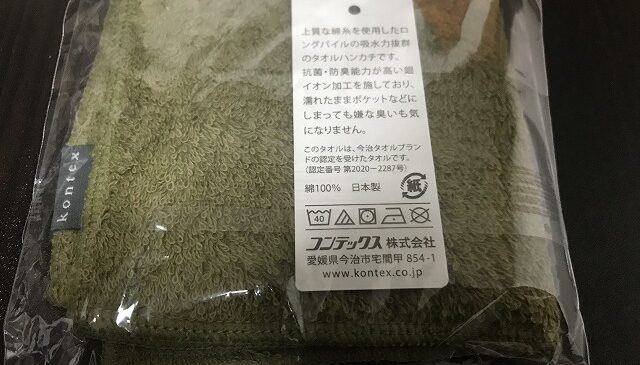 上質な綿糸を使用したロ
ングパイルの吸水力抜群
のタオルハンカチです。
抗菌・防臭能力が高い銀
イオン加工を施しており、
濡れたままポケットなどに
しまっても嫌な臭いも気
になりません。
このタオルは、今治タオルブラン
ドの認定を受けたタオルです。
(認定番号 第2020-2287号)
綿100% 日本製
紙
40
コンテックス 株式会社
愛媛県今治市宅間甲 854-1
www.kontex.co.jp
kontex